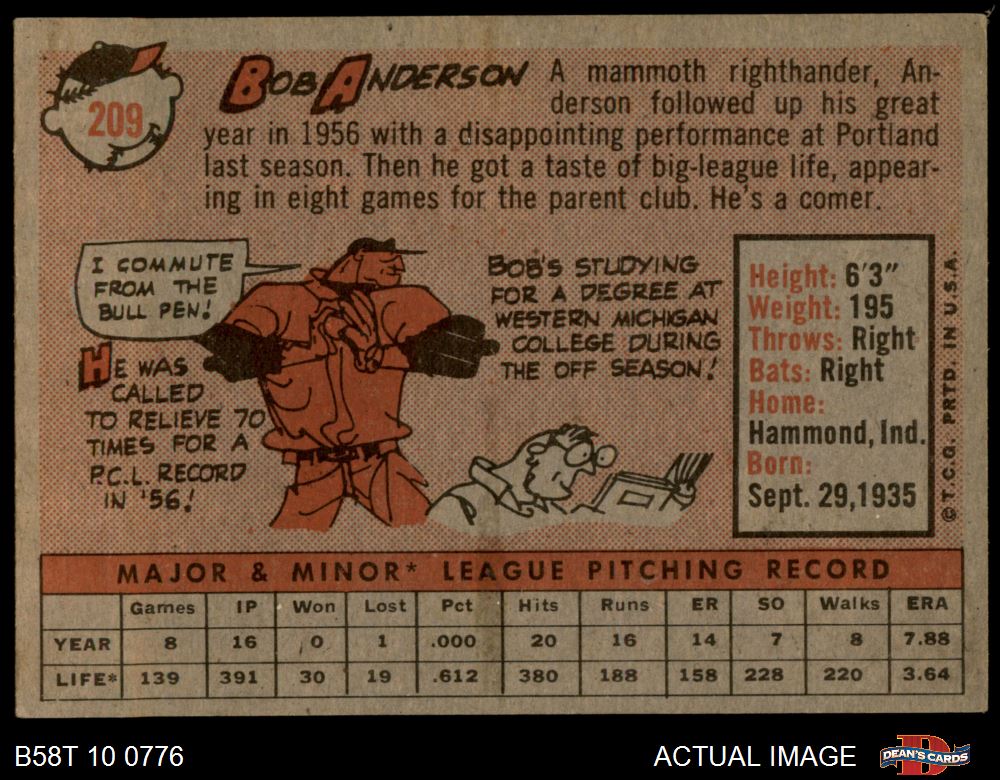 209
BOB ANDERSON
A mammoth righthander, An-
derson followed up his great
year in 1956 with a disappointing performance at Portland
last season. Then he got a taste of big-league life, appear-
ing in eight games for the parent club. He's a comer.
I COMMUTE
FROM THE
BULL PEN!
HE WAS
CALLED
TO RELIEVE 70
TIMES FOR A
P.C.L. RECORD
IN '56!
BOB'S STUDYING
FOR A DEGREE AT
WESTERN MICHIGAN
COLLEGE DURING
THE OFF SEASON!
Height: 6'3"
Weight: 195
Throws: Right
Bats: Right
Home:
Hammond, Ind.
Born:
Sept. 29, 1935
© T.C.G. PRTD. IN U.S.A.
MAJOR & MINOR* LEAGUE PITCHING RECORD
Games IP Won Lost Pct Hits Runs ER SO Walks ERA
YEAR 8 16 0 1 .000 20 16 14 7 8 7.88
LIFE* 139 391 30 19 .612 380 188 158 228 220 3.64
B58T 10 0776
ACTUAL IMAGE
DEAN'S CARDS